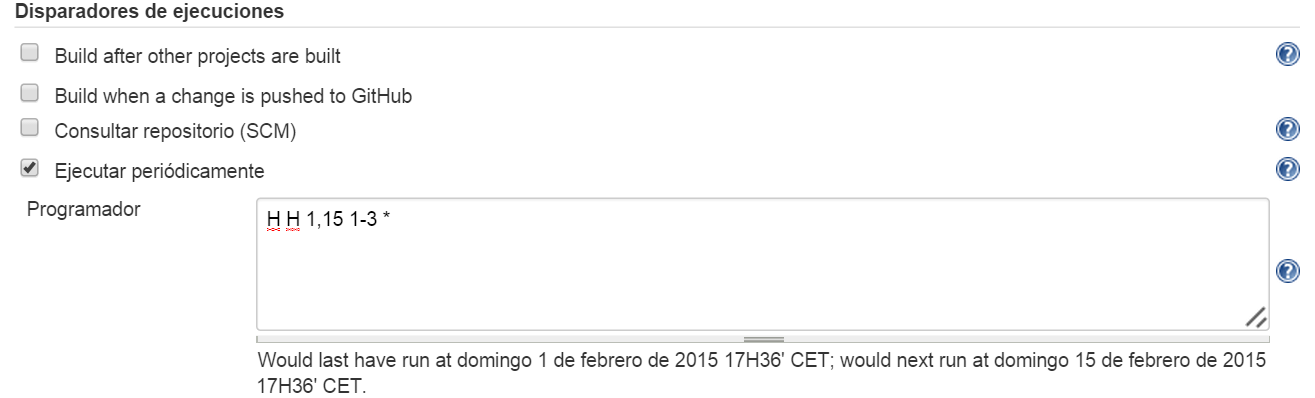 Disparadores de ejecuciones
Build after other projects are built
Build when a change is pushed to GitHub
Consultar repositorio (SCM)
Ejecutar periódicamente
Programador
H H 1,15 1-3 *
Would last have run at domingo 1 de febrero de 2015 17H36' CET; would next run at domingo 15 de febrero de 2015
17H36' CET.